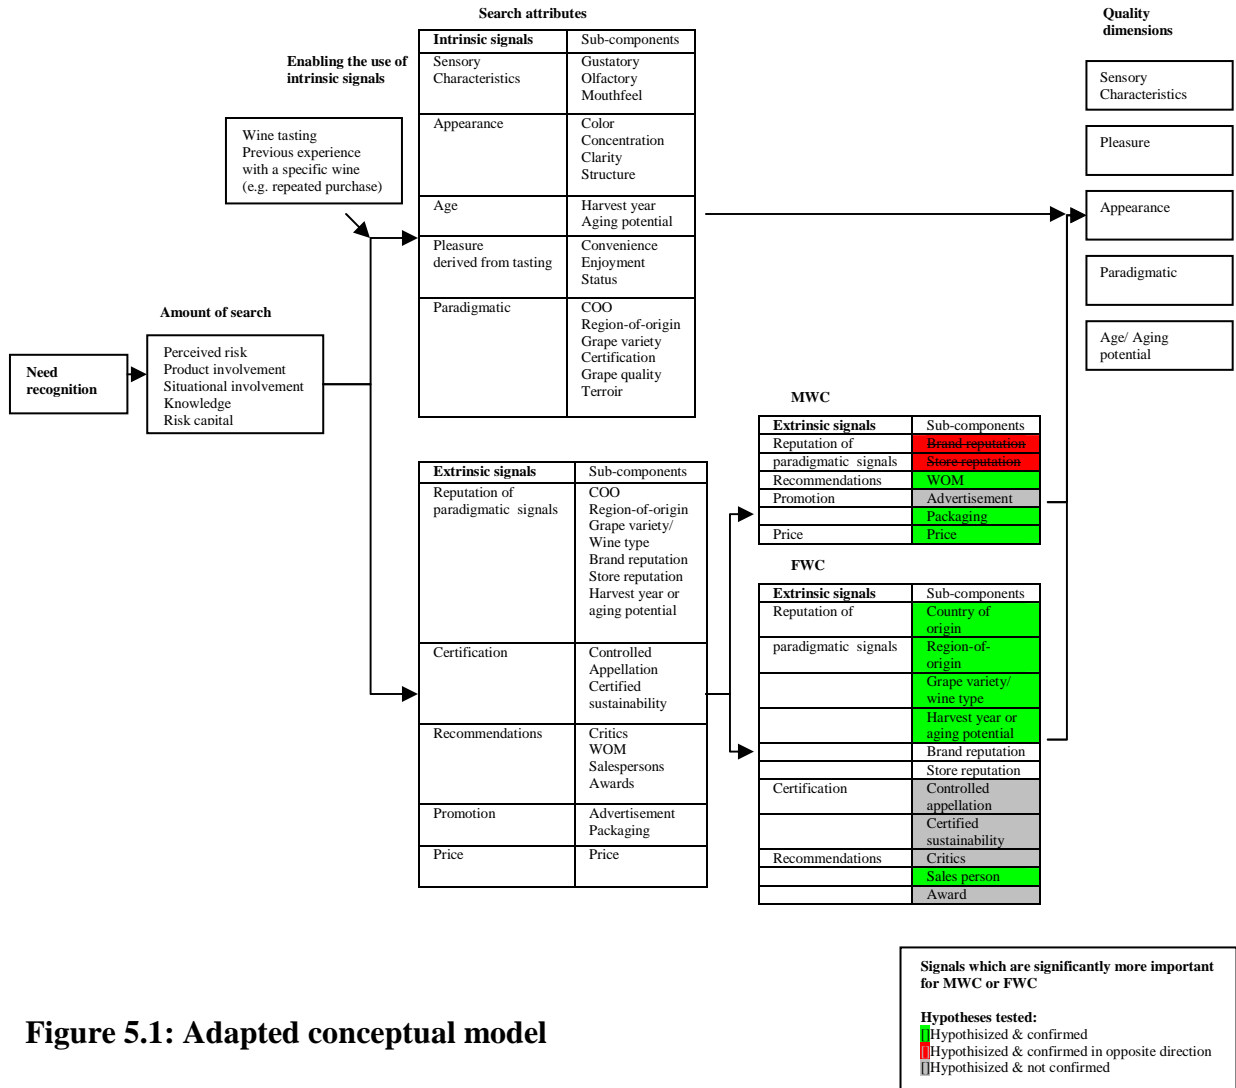 Search attributes
Quality
dimensions
Enabling the use of
intrinsic signals
Wine tasting
Previous experience
with a specific wine
(e.g. repeated purchase)
Intrinsic signals Sub-components
Sensory Gustatory
Characteristics Olfactory
Mouthfeel
Appearance Color
Concentration
Clarity
Structure
Age Harvest year
Aging potential
Pleasure Convenience
derived from tasting Enjoyment
Status
Paradigmatic COO
Region-of-origin
Grape variety
Certification
Grape quality
Terroir
Sensory
Characteristics
Pleasure
Appearance
Paradigmatic
Age/ Aging
potential
Amount of search
Need
recognition
Perceived risk
Product involvement
Situational involvement
Knowledge
Risk capital
Extrinsic signals Sub-components
Reputation of COO
paradigmatic signals Region-of-origin
Grape variety/
Wine type
Brand reputation
Store reputation
Harvest year or
aging potential
Certification Controlled
Appellation
Certified
sustainability
Recommendations Critics
WOM
Salespersons
Awards
Promotion Advertisement
Packaging
Price Price
MWC
Extrinsic signals Sub-components
Reputation of Brand reputation
paradigmatic signals Store reputation
Recommendations WOM
Promotion Advertisement
Packaging
Price Price
FWC
Extrinsic signals Sub-components
Reputation of Country of
origin
paradigmatic signals Region-of-
origin
Grape variety/
wine type
Harvest year or
aging potential
Brand reputation
Store reputation
Certification Controlled
appellation
Certified
sustainability
Recommendations Critics
Sales person
Award
Signals which are significantly more important
for MWC or FWC
Hypotheses tested:
[]Hypothisized & confirmed
[]Hypothisized & confirmed in opposite direction
[]Hypothisized & not confirmed
Figure 5.1: Adapted conceptual model